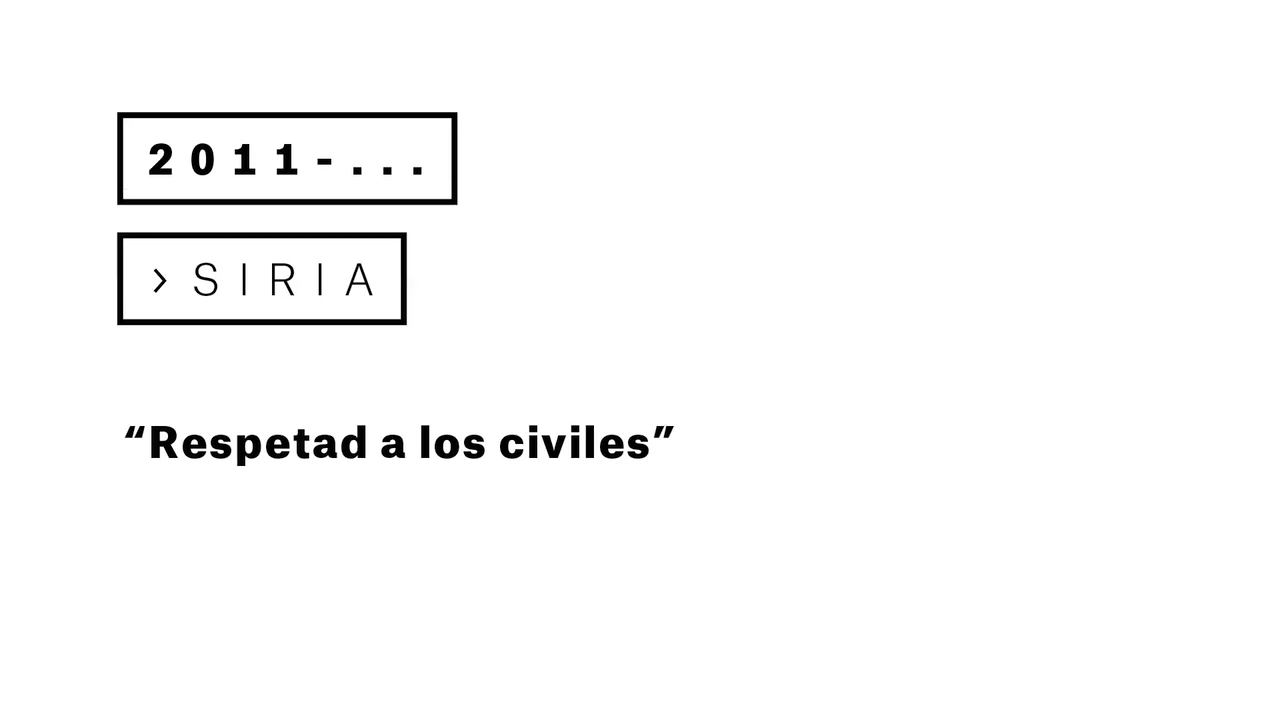 2011-...
› SIRIA
“Respetad a los civiles”